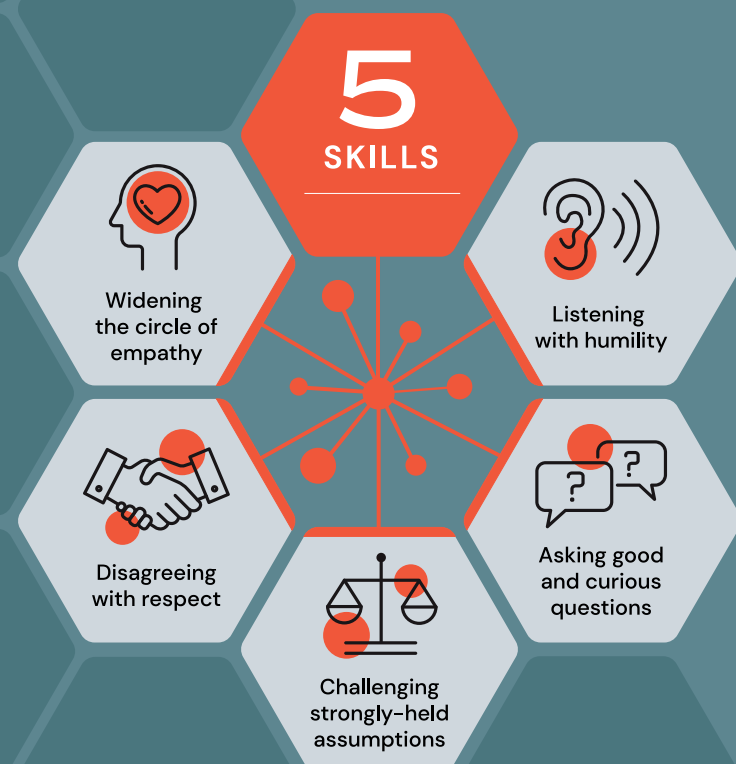 5
SKILLS
Widening
the circle of
empathy
Listening
with humility
Disagreeing
with respect
?
?
Asking good
and curious
questions
Challenging
strongly-held
assumptions